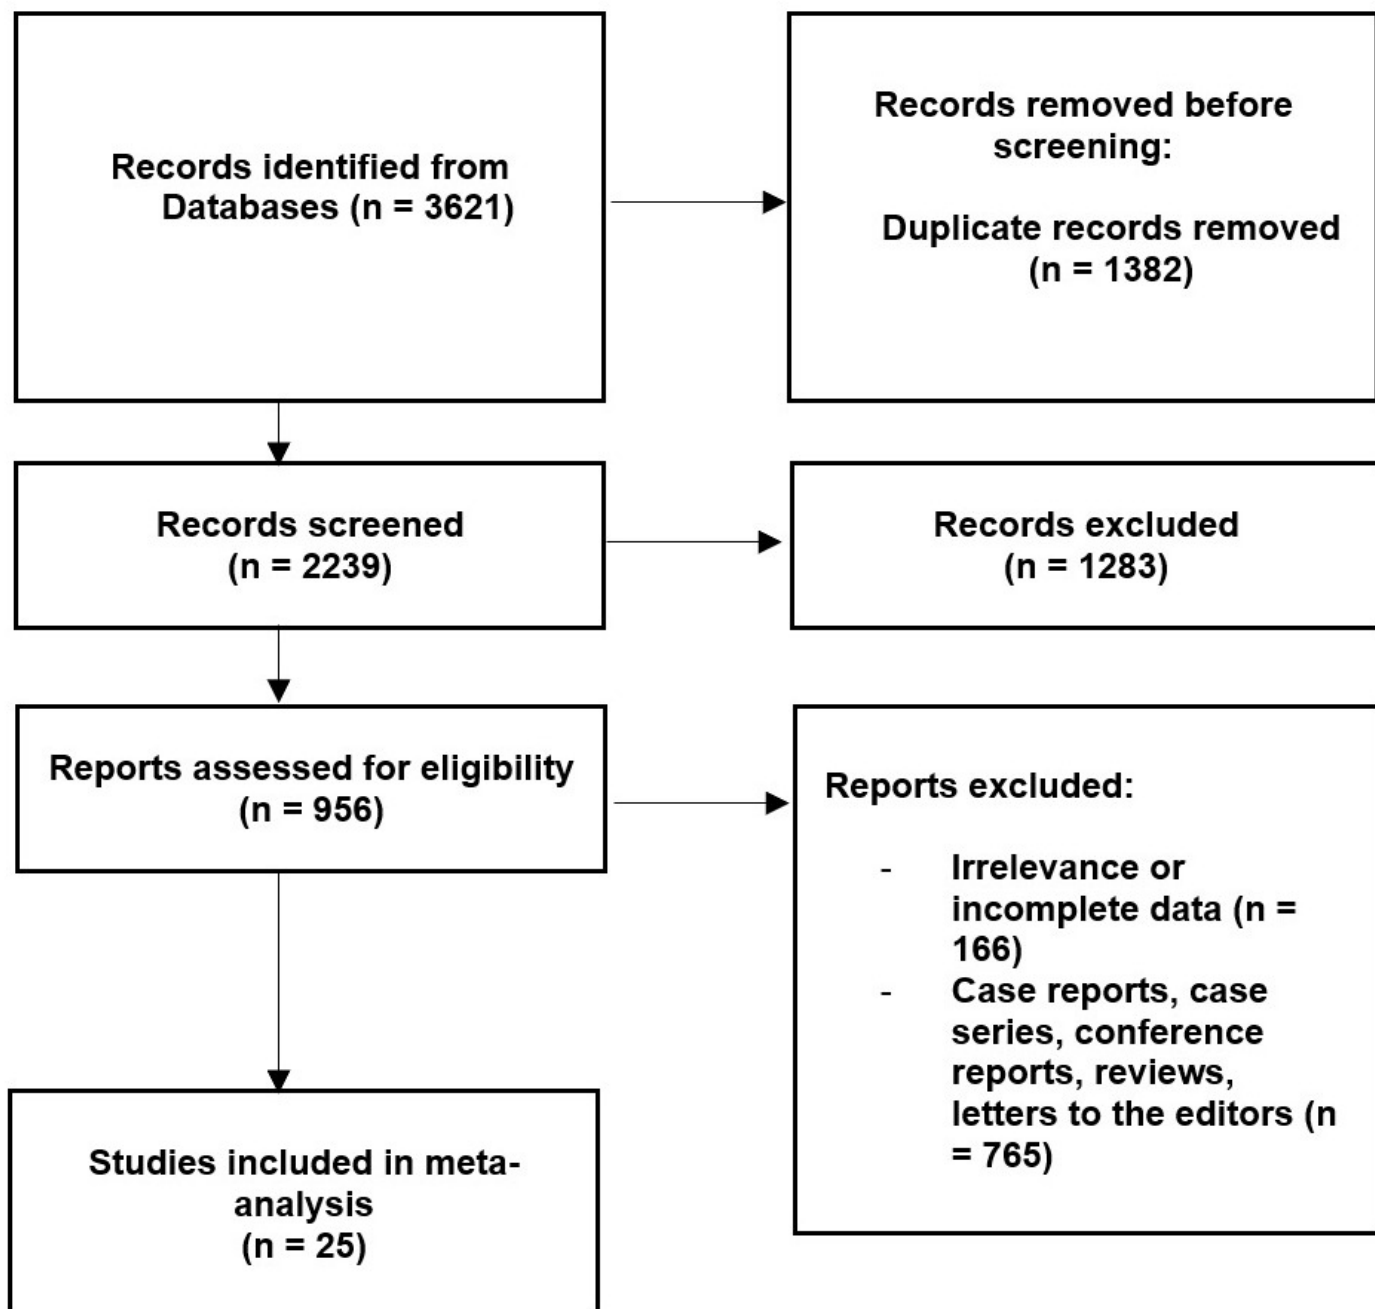 Records identified from
Databases (n = 3621)
Records removed before
screening:
Duplicate records removed
(n = 1382)
Records screened
(n = 2239)
Records excluded
(n = 1283)
Reports assessed for eligibility
(n = 956)
Reports excluded:
- Irrelevance or
incomplete data (n =
166)
- Case reports, case
series, conference
reports, reviews,
letters to the editors (n
= 765)
Studies included in meta-
analysis
(n = 25)